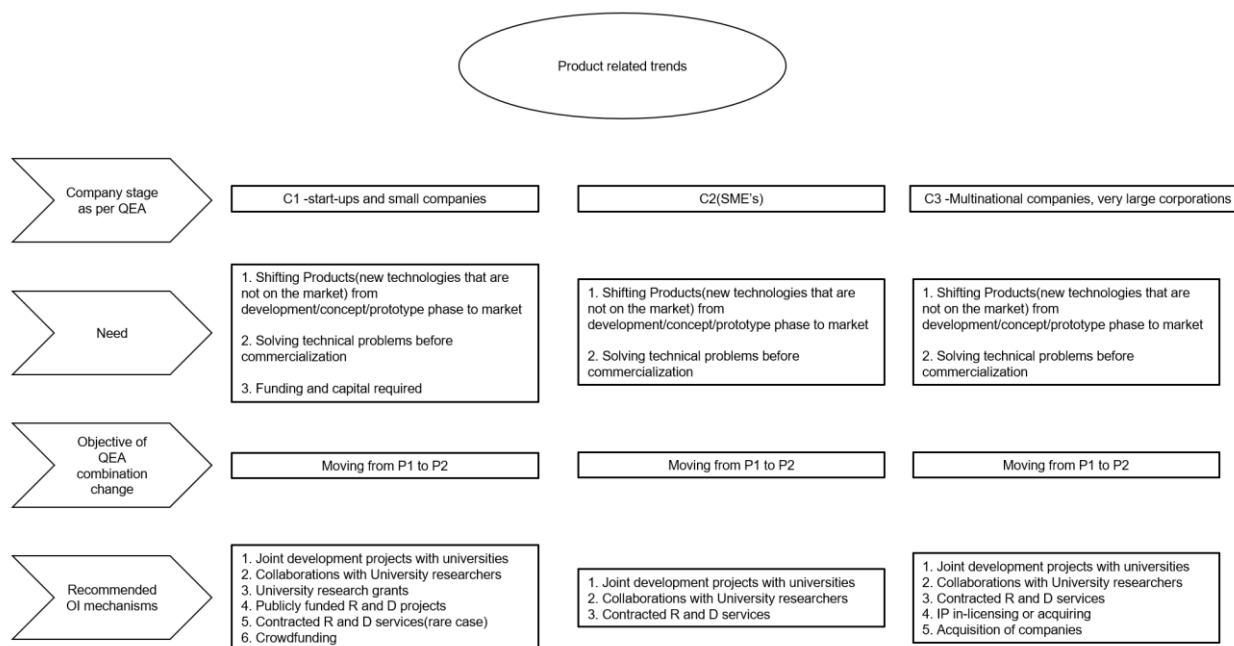 Product related trends
Company stage
as per QEA
C1 -start-ups and small companies
C2(SME's)
C3 -Multinational companies, very large corporations
Need
1. Shifting Products(new technologies that are
not on the market) from
development/concept/prototype phase to market
2. Solving technical problems before
commercialization
3. Funding and capital required
1. Shifting Products(new technologies that are
not on the market) from
development/concept/prototype phase to market
2. Solving technical problems before
commercialization
1. Shifting Products(new technologies that are
not on the market) from
development/concept/prototype phase to market
2. Solving technical problems before
commercialization
Objective of
QEA
combination
change
Moving from P1 to P2
Moving from P1 to P2
Moving from P1 to P2
Recommended
OI mechanisms
1. Joint development projects with universities
2. Collaborations with University researchers
3. University research grants
4. Publicly funded R and D projects
5. Contracted R and D services(rare case)
6. Crowdfunding
1. Joint development projects with universities
2. Collaborations with University researchers
3. Contracted R and D services
1. Joint development projects with universities
2. Collaborations with University researchers
3. Contracted R and D services
4. IP in-licensing or acquiring
5. Acquisition of companies